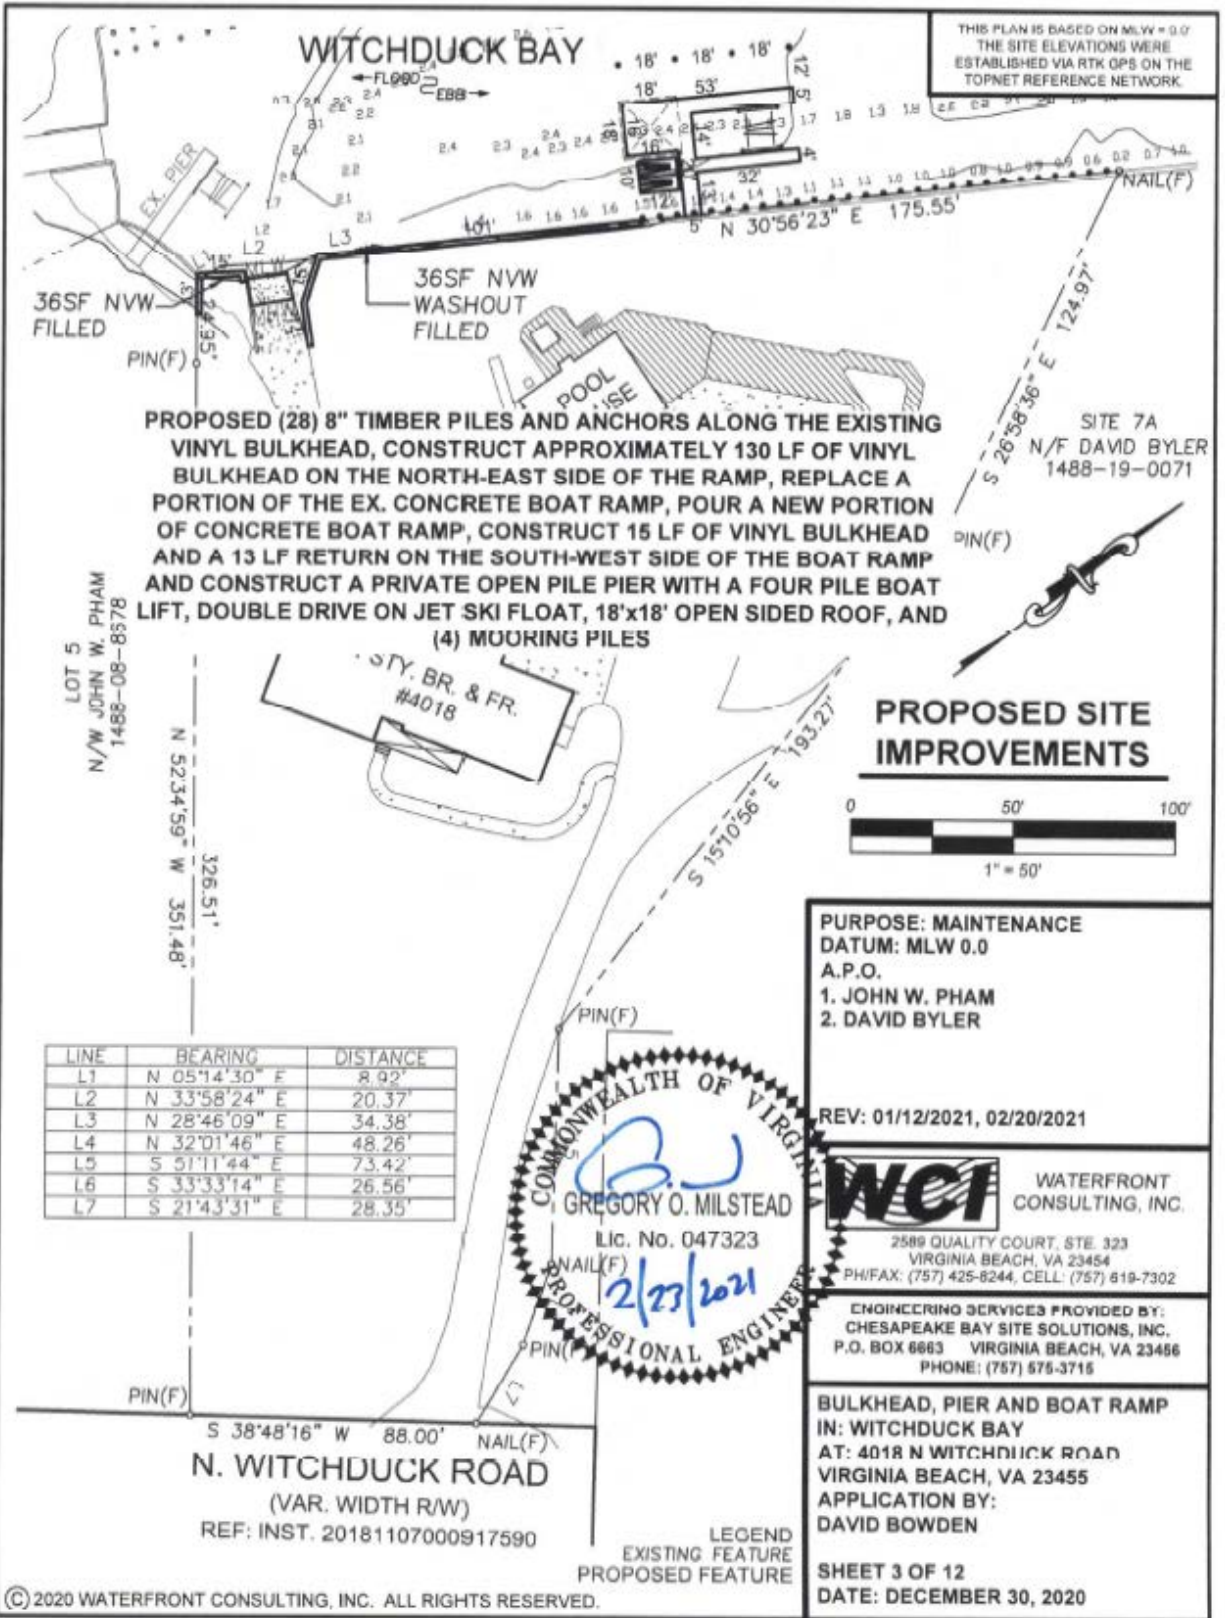 WITCHDUCK BAY
FLOOD
EBB
THIS PLAN IS BASED ON MLW = 0.0'
THE SITE ELEVATIONS WERE
ESTABLISHED VIA RTK GPS ON THE
TOPNET REFERENCE NETWORK.
18' 18' 18'
12'
18' 53' 5'
16'
14'
4'
10'
32'
12'
5'
EX. PIER
NAIL(F)
N 30°56'23" E 175.55'
L1
L2
L3
L4
101'
MLW
36SF NVW
FILLED
24.95'
PIN(F)
36SF NVW
WASHOUT
FILLED
S 26°58'36" E 124.97'
POOL
PROPOSED (28) 8" TIMBER PILES AND ANCHORS ALONG THE EXISTING
VINYL BULKHEAD, CONSTRUCT APPROXIMATELY 130 LF OF VINYL
BULKHEAD ON THE NORTH-EAST SIDE OF THE RAMP, REPLACE A
PORTION OF THE EX. CONCRETE BOAT RAMP, POUR A NEW PORTION
OF CONCRETE BOAT RAMP, CONSTRUCT 15 LF OF VINYL BULKHEAD
AND A 13 LF RETURN ON THE SOUTH-WEST SIDE OF THE BOAT RAMP
AND CONSTRUCT A PRIVATE OPEN PILE PIER WITH A FOUR PILE BOAT
LIFT, DOUBLE DRIVE ON JET SKI FLOAT, 18'x18' OPEN SIDED ROOF, AND
(4) MOORING PILES
SITE 7A
N/F DAVID BYLER
1488-19-0071
PIN(F)
LOT 5
N/W JOHN W. PHAM
STY. BR. & FR.
#4018
N 52°34'59" W 351.48'
326.51'
S 15°10'56" E 193.27'
PROPOSED SITE
IMPROVEMENTS
0 50' 100'
1" = 50'
PURPOSE: MAINTENANCE
DATUM: MLW 0.0
A.P.O.
1. JOHN W. PHAM
2. DAVID BYLER
REV: 01/12/2021, 02/20/2021
PIN(F)
LINE BEARING DISTANCE
L1 N 05°14'30" E 8.92'
L2 N 33°58'24" E 20.37'
L3 N 28°46'09" E 34.38'
L4 N 32°01'46" E 48.26'
L5 S 51°11'44" E 73.42'
L6 S 33°33'14" E 26.56'
L7 S 21°43'31" E 28.35'
COMMONWEALTH OF VIRGINIA
GREGORY O. MILSTEAD
Lic. No. 047323
NAIL(F)
2/23/2021
PROFESSIONAL ENGINEER
WCI
WATERFRONT
CONSULTING, INC.
2589 QUALITY COURT, STE. 323
VIRGINIA BEACH, VA 23454
PH/FAX: (757) 425-8244, CELL: (757) 619-7302
ENGINEERING SERVICES PROVIDED BY:
CHESAPEAKE BAY SITE SOLUTIONS, INC.
P.O. BOX 6663 VIRGINIA BEACH, VA 23456
PHONE: (757) 575-3715
PIN(F)
L7
PIN(F)
S 38°48'16" W 88.00'
NAIL(F)
N. WITCHDUCK ROAD
(VAR. WIDTH R/W)
REF: INST. 20181107000917590
BULKHEAD, PIER AND BOAT RAMP
IN: WITCHDUCK BAY
AT: 4018 N WITCHDUCK ROAD
VIRGINIA BEACH, VA 23455
APPLICATION BY:
DAVID BOWDEN
LEGEND
EXISTING FEATURE
PROPOSED FEATURE
SHEET 3 OF 12
DATE: DECEMBER 30, 2020
© 2020 WATERFRONT CONSULTING, INC. ALL RIGHTS RESERVED.